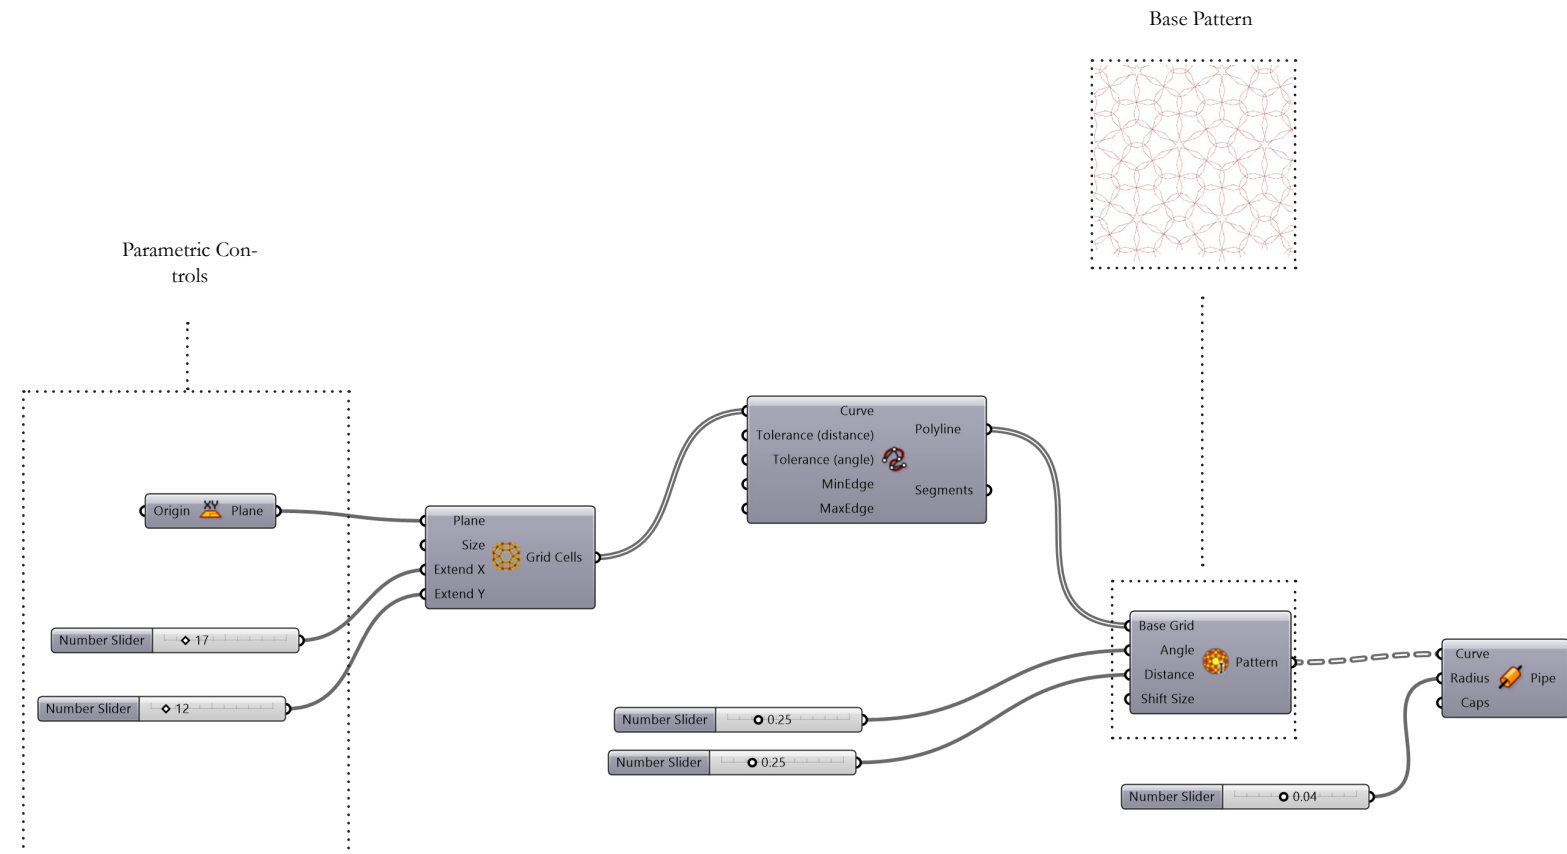 Base Pattern
Parametric Con-
trols
Curve
Tolerance (distance)
Tolerance (angle)
MinEdge
MaxEdge
Polyline
Segments
Origin
XY
Plane
Plane
Size
Extend X
Extend Y
Grid Cells
Number Slider 17
Number Slider 12
Base Grid
Angle
Distance
Shift Size
Pattern
Number Slider 0.25
Number Slider 0.25
Curve
Radius
Caps
Pipe
Number Slider 0.04